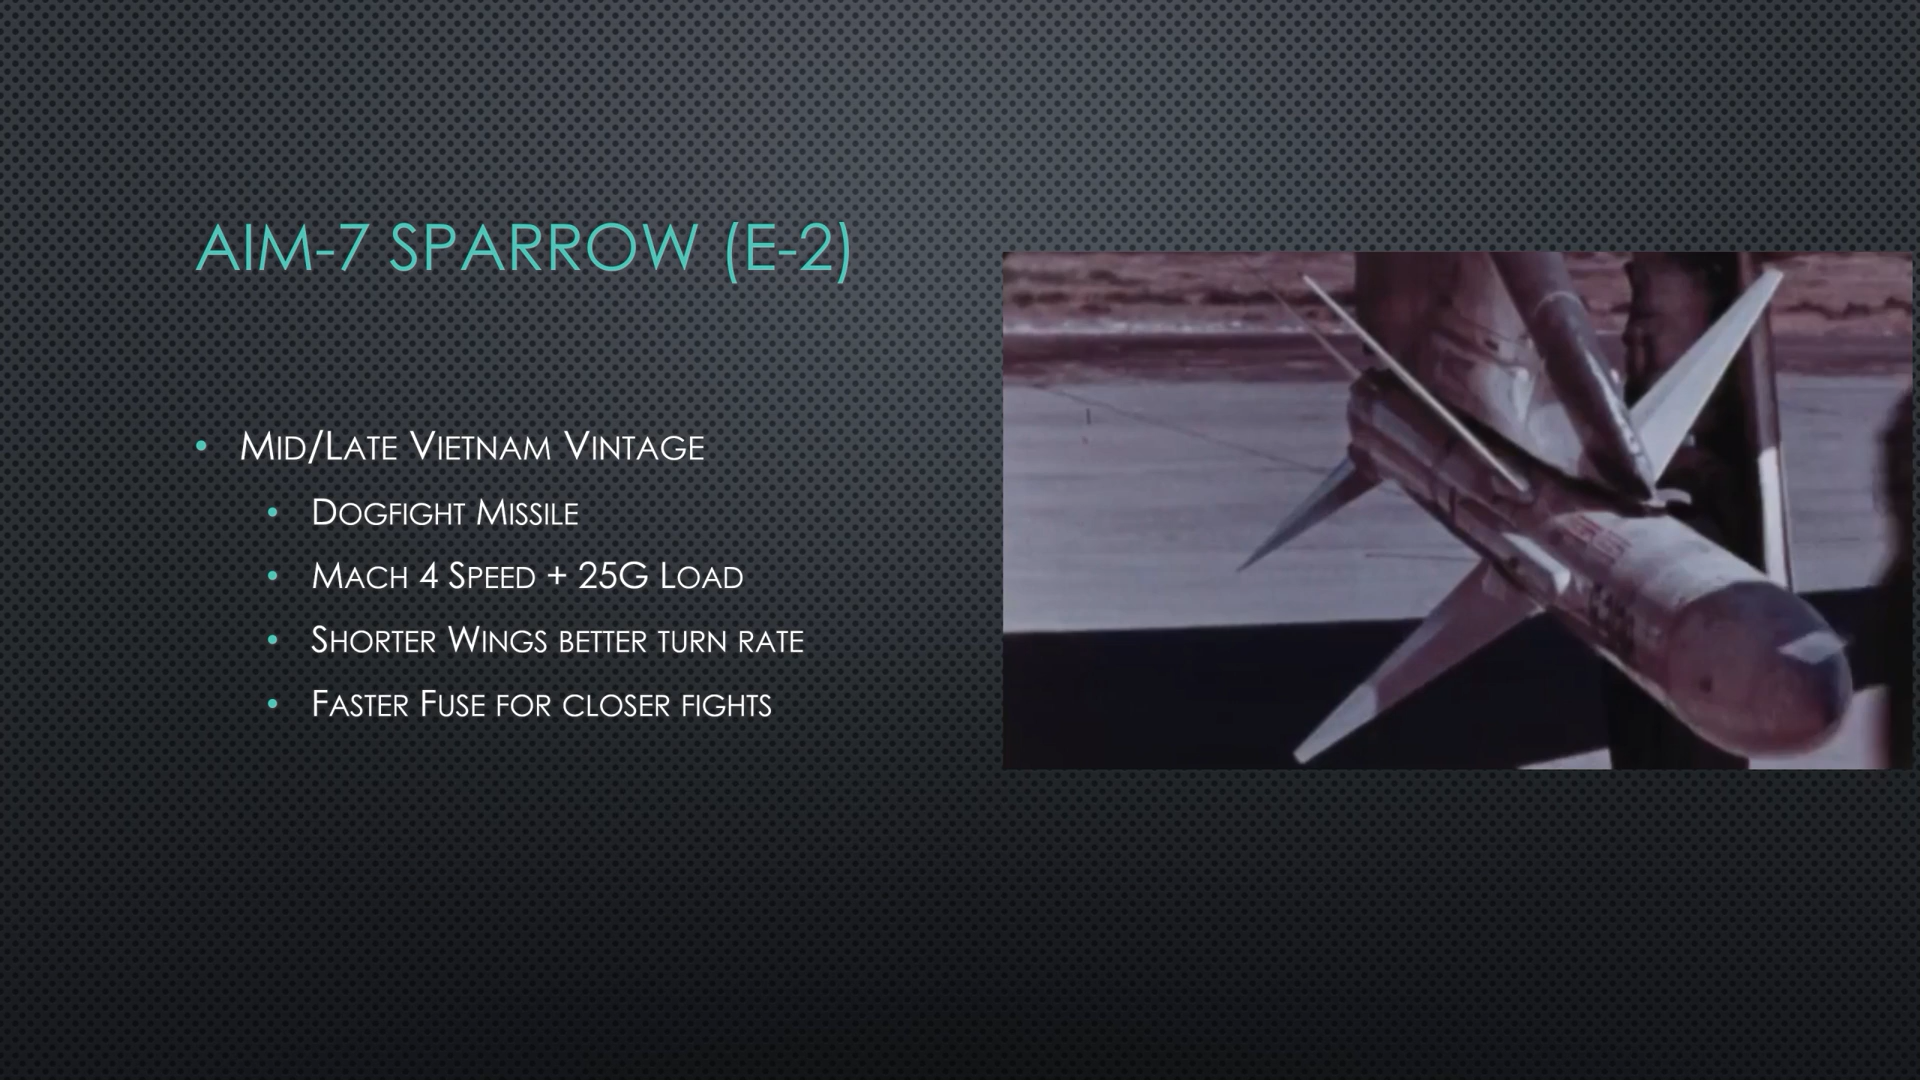 AIM-7 SPARROW (E-2)
• MID/LATE VIETNAM VINTAGE
• DOGFIGHT MISSILE
• MACH 4 SPEED + 25G LOAD
• SHORTER WINGS BETTER TURN RATE
• FASTER FUSE FOR CLOSER FIGHTS